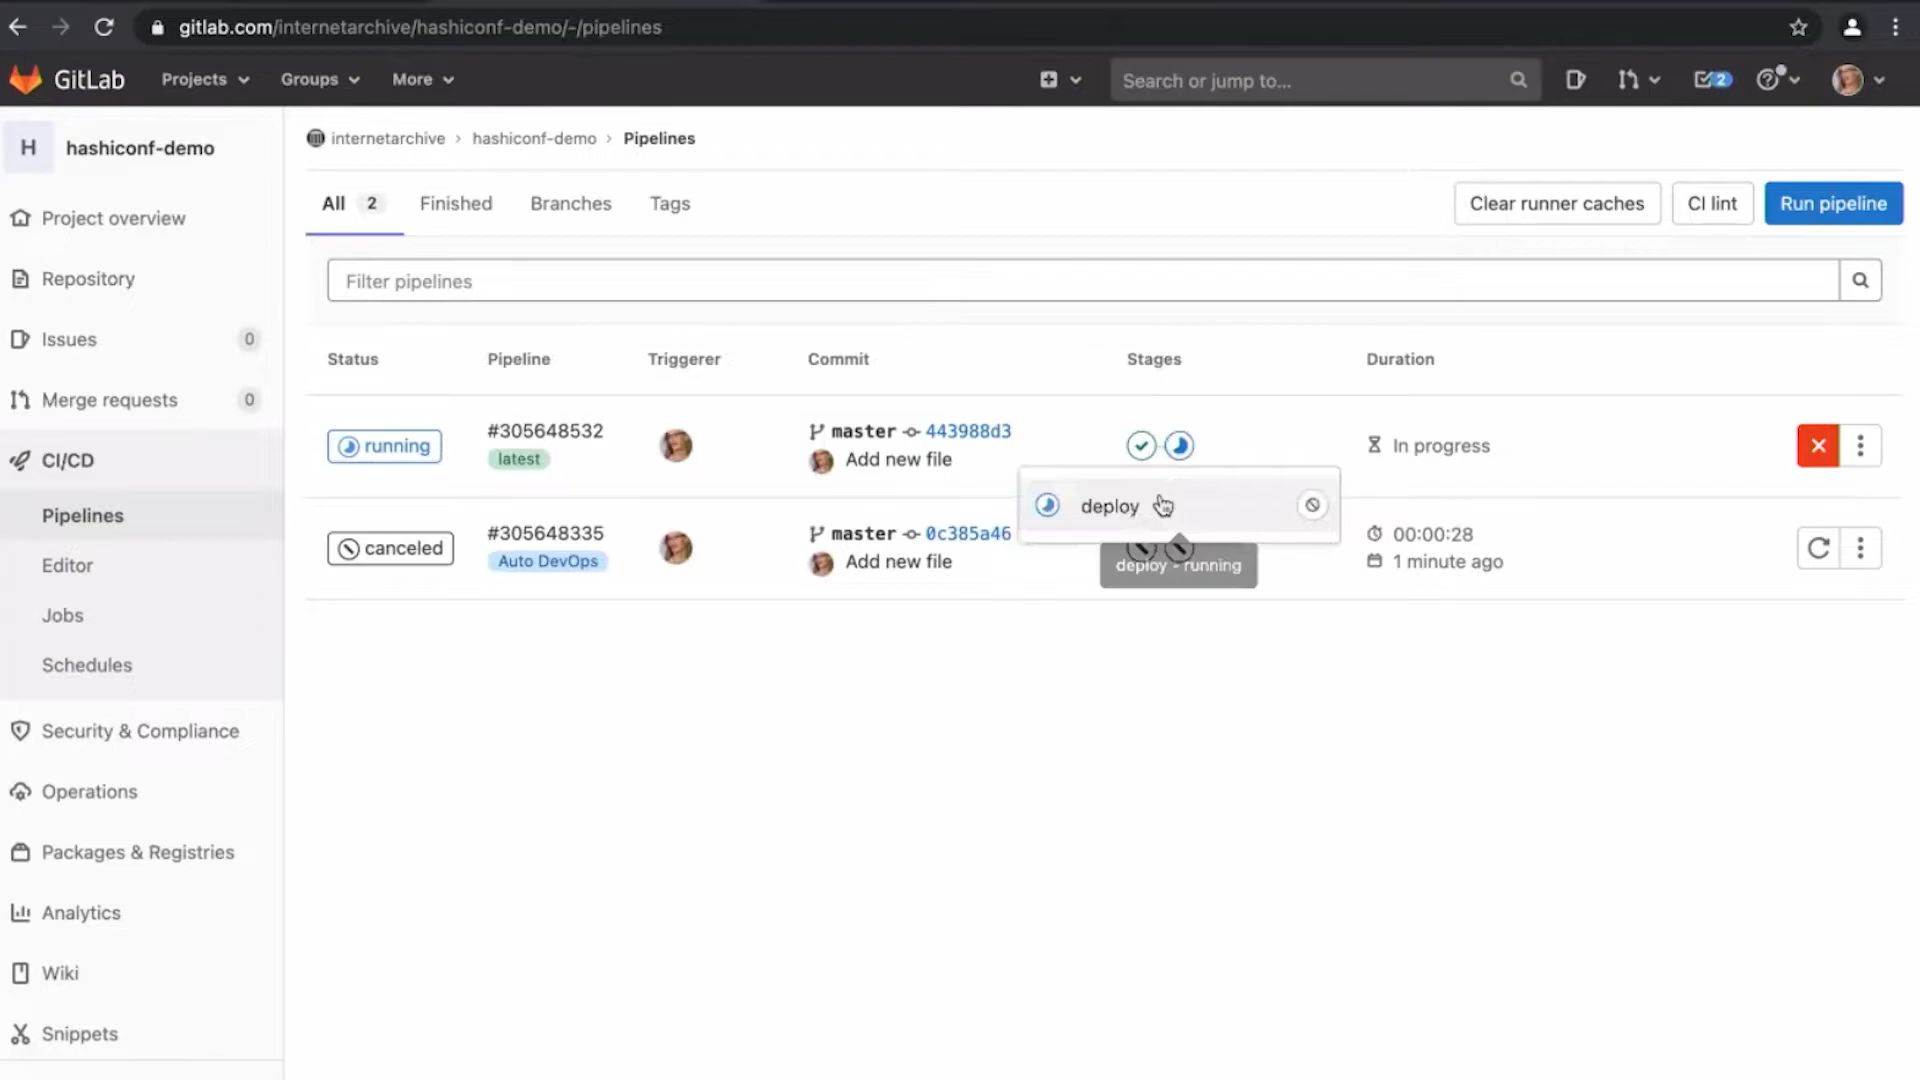 gitlab.com/internetarchive/hashiconf-demo/-/pipelines
GitLab Projects Groups More Search or jump to... 2
H hashiconf-demo
internetarchive › hashiconf-demo › Pipelines
All 2 Finished Branches Tags Clear runner caches CI lint Run pipeline
Project overview
Repository
Issues 0
Merge requests 0
CI/CD
Pipelines
Editor
Jobs
Schedules
Security & Compliance
Operations
Packages & Registries
Analytics
Wiki
Snippets
Filter pipelines
Status Pipeline Triggerer Commit Stages Duration
running #305648532 master 443988d3 In progress
latest Add new file
deploy
canceled #305648335 master 0c385a46 00:00:28
Auto DevOps Add new file 1 minute ago
deploy - running